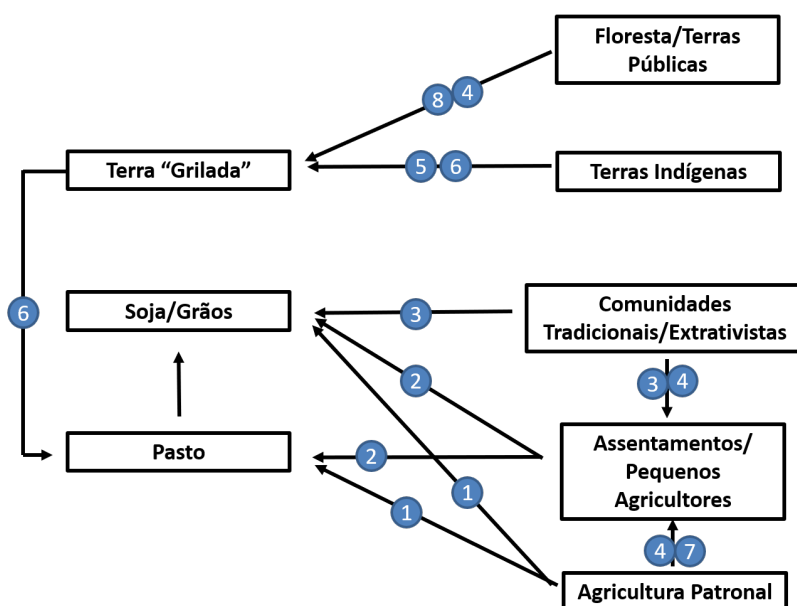 Floresta/Terras
Públicas
8 4
Terra “Grilada”
5 6
Terras Indígenas
6
Soja/Grãos
3
Comunidades
Tradicionais/Extrativistas
2
3 4
Pasto
2
Assentamentos/
Pequenos
Agricultores
1
1
4 7
Agricultura Patronal